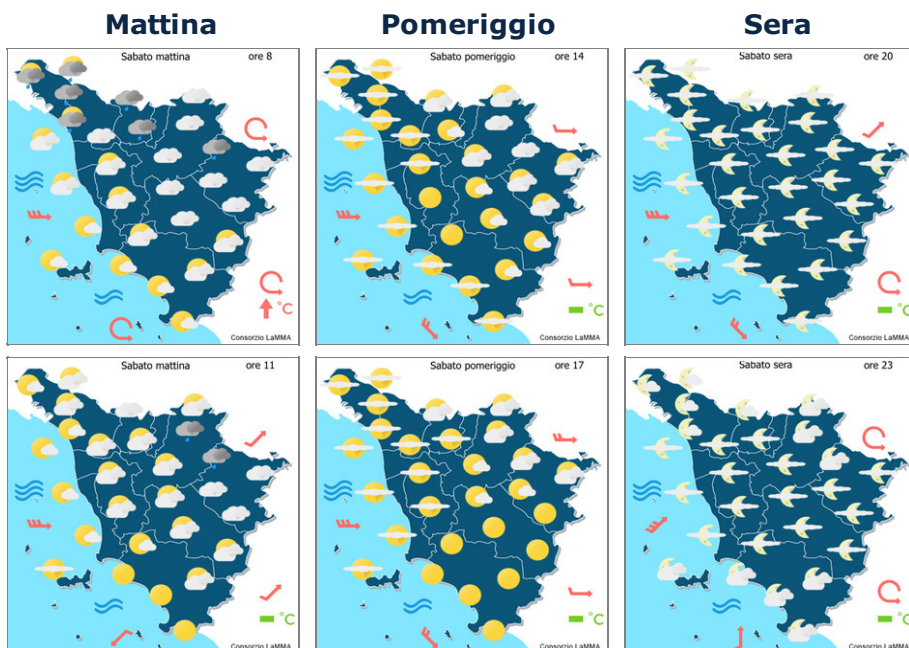 Mattina
Pomeriggio
Sera
Sabato mattina ore 8
°C
Consorzio LaMMA
Sabato pomeriggio ore 14
°C
Consorzio LaMMA
Sabato sera ore 20
°C
Consorzio LaMMA
Sabato mattina ore 11
°C
Consorzio LaMMA
Sabato pomeriggio ore 17
°C
Consorzio LaMMA
Sabato sera ore 23
°C
Consorzio LaMMA